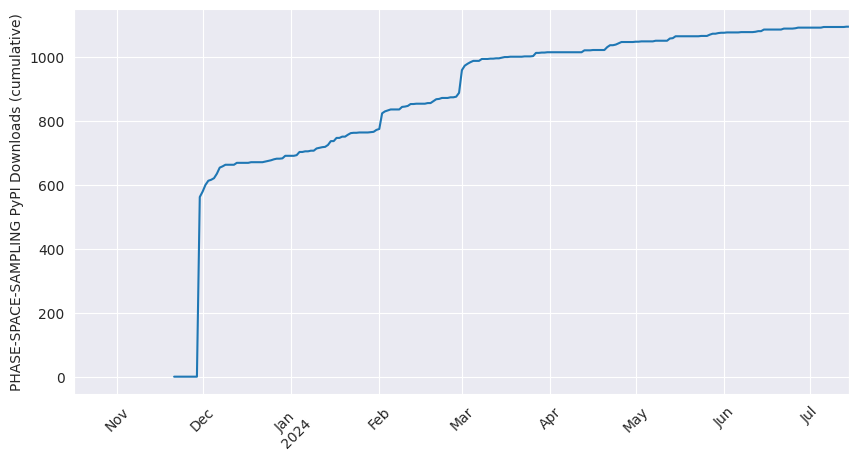 PHASE-SPACE-SAMPLING PyPI Downloads (cumulative)
1000
800
600
400
200
0
Nov
Dec
Jan
2024
Feb
Mar
Apr
May
Jun
Jul